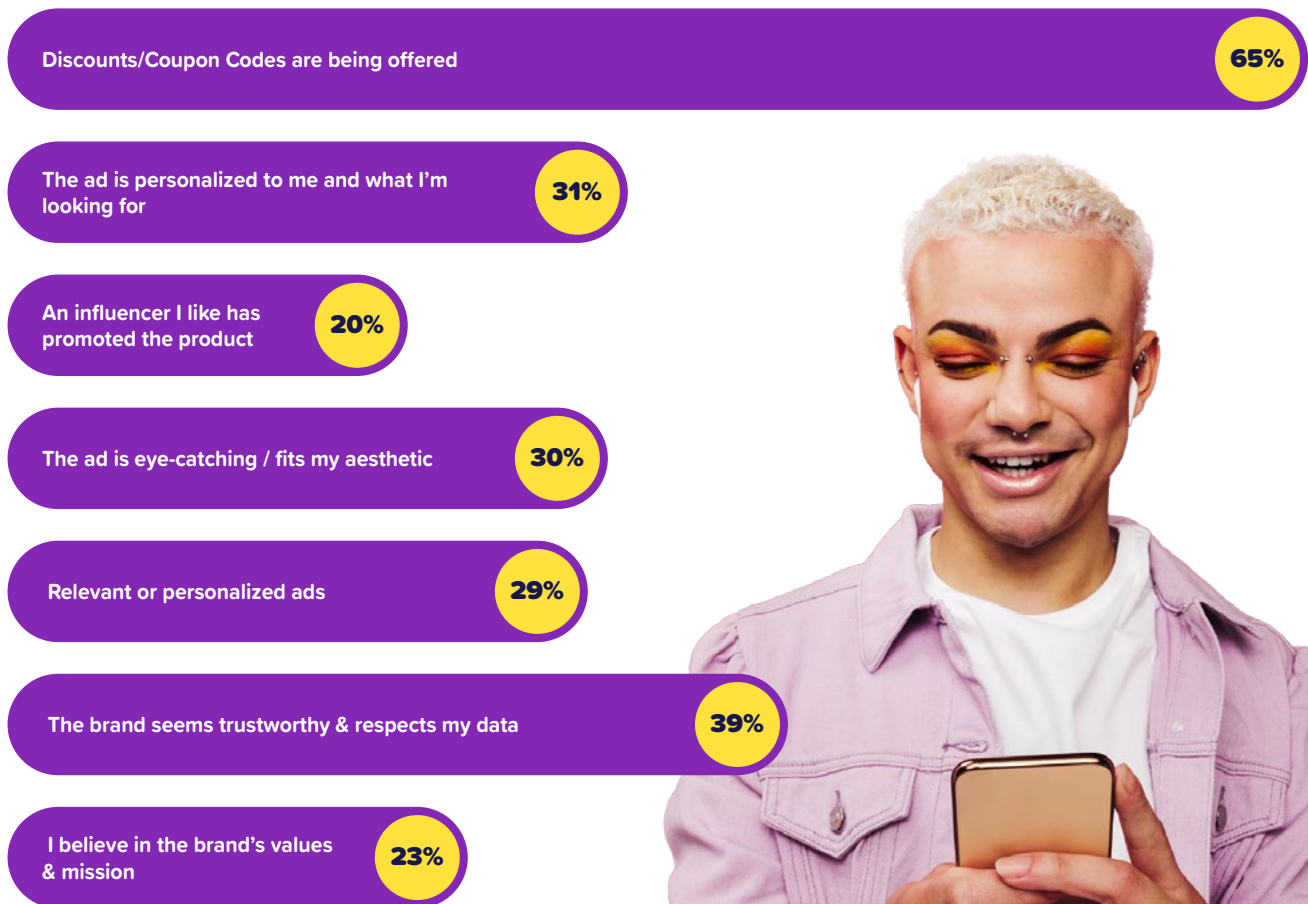 Discounts/Coupon Codes are being offered
65%
The ad is personalized to me and what I’m
looking for
31%
An influencer I like has
promoted the product
20%
The ad is eye-catching / fits my aesthetic
30%
Relevant or personalized ads
29%
The brand seems trustworthy & respects my data
39%
I believe in the brand’s values
& mission
23%